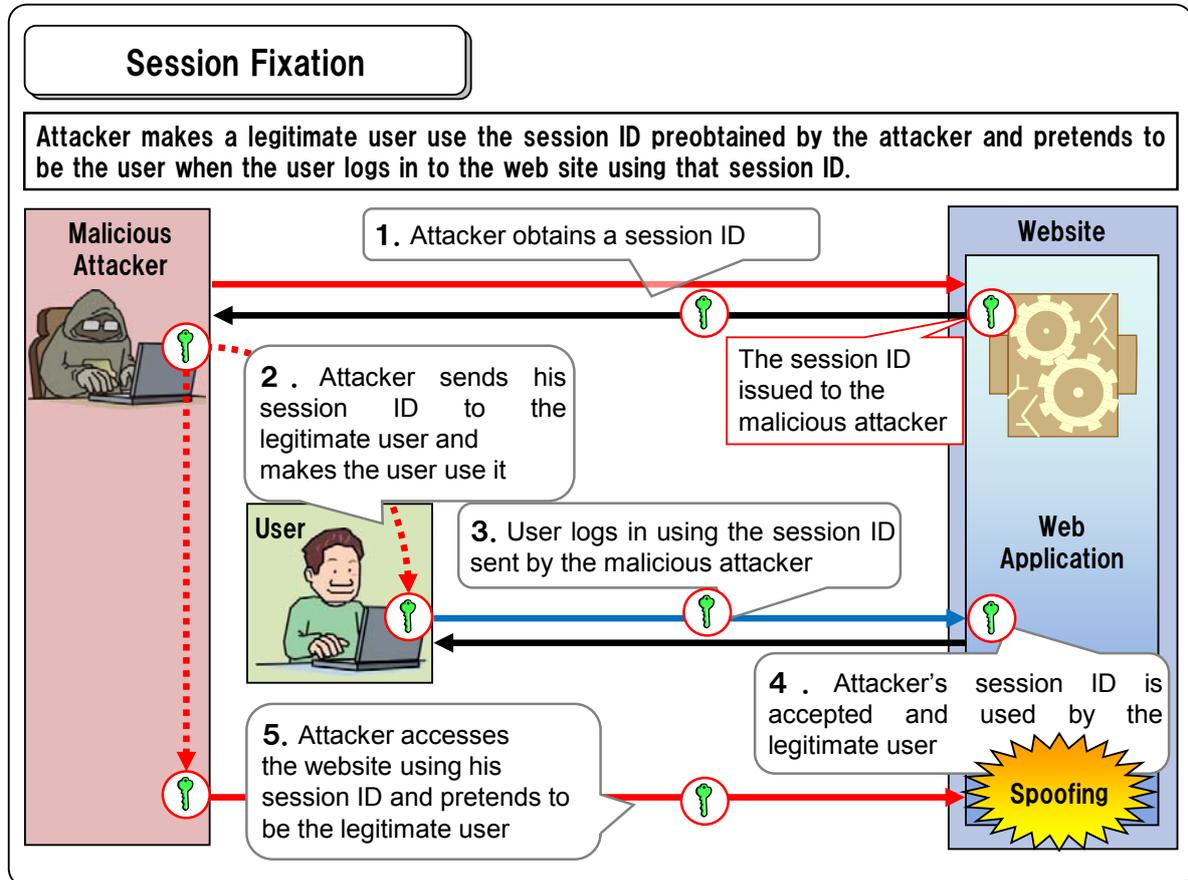 Session Fixation
Attacker makes a legitimate user use the session ID preobtained by the attacker and pretends to
be the user when the user logs in to the web site using that session ID.
Malicious
Attacker
1. Attacker obtains a session ID
Website
The session ID
issued to the
malicious attacker
2 . Attacker sends his
session ID to the
legitimate user and
makes the user use it
User
3. User logs in using the session ID
sent by the malicious attacker
Web
Application
4 . Attacker's session ID is
accepted and used by the
legitimate user
5. Attacker accesses
the website using his
session ID and pretends to
be the legitimate user
Spoofing